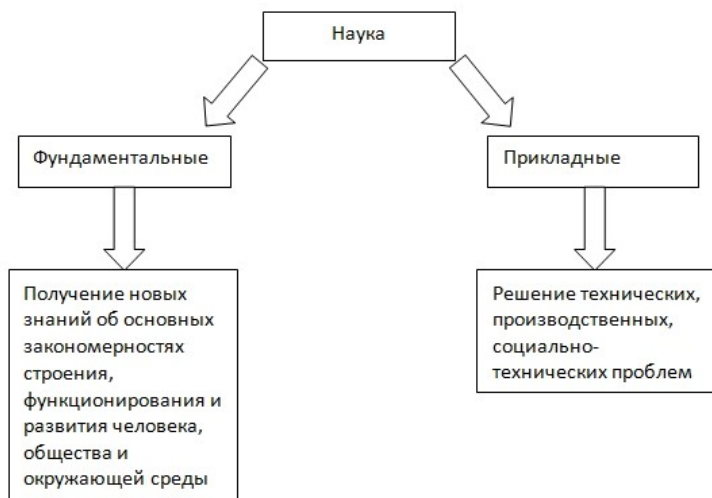 Наука
Фундаментальные
Прикладные
Получение новых
знаний об основных
закономерностях
строения,
функционирования и
развития человека,
общества и
окружающей среды
Решение технических,
производственных,
социально-
технических проблем